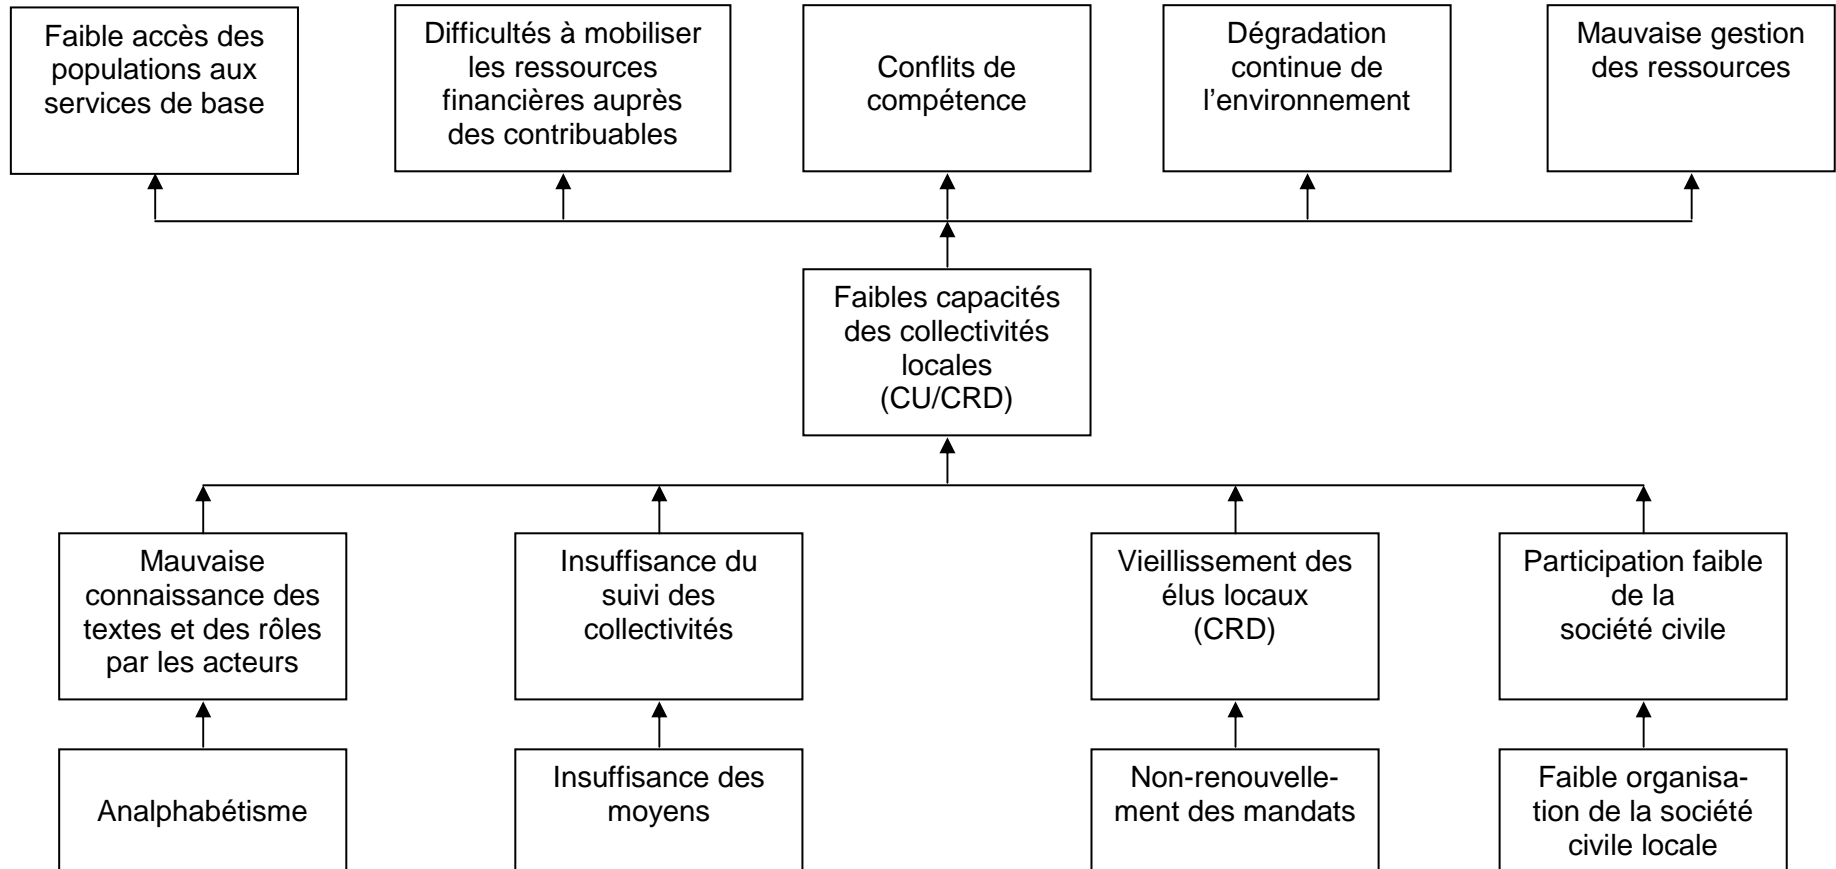 Faible accès des
populations aux
services de base
Difficultés à mobiliser
les ressources
financières auprès
des contribuables
Conflits de
compétence
Dégradation
continue de
l’environnement
Mauvaise gestion
des ressources
Faibles capacités
des collectivités
locales
(CU/CRD)
Mauvaise
connaissance des
textes et des rôles
par les acteurs
Insuffisance du
suivi des
collectivités
Vieillissement des
élus locaux
(CRD)
Participation faible
de la
société civile
Analphabétisme
Insuffisance des
moyens
Non-renouvelle-
ment des mandats
Faible organisa-
tion de la société
civile locale